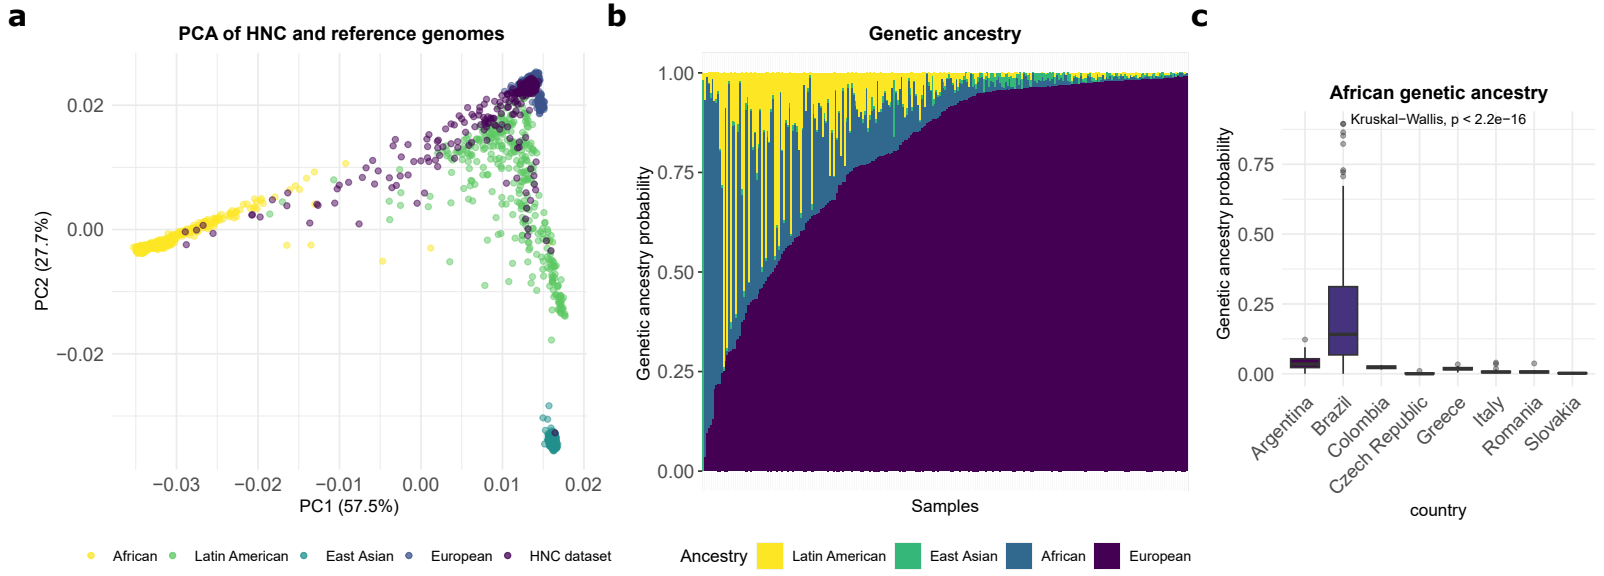 a
PCA of HNC and reference genomes
PC2 (27.7%)
0.02
0.00
−0.02
−0.03
−0.02
−0.01
0.00
0.01
0.02
PC1 (57.5%)
African
Latin American
East Asian
European
HNC dataset
b
Genetic ancestry
Genetic ancestry probability
1.00
0.75
0.50
0.25
0.00
Samples
Ancestry
Latin American
East Asian
African
European
c
African genetic ancestry
Kruskal−Wallis, p < 2.2e−16
Genetic ancestry probability
0.75
0.50
0.25
0.00
Argentina
Brazil
Colombia
Czech Republic
Greece
Italy
Romania
Slovakia
country